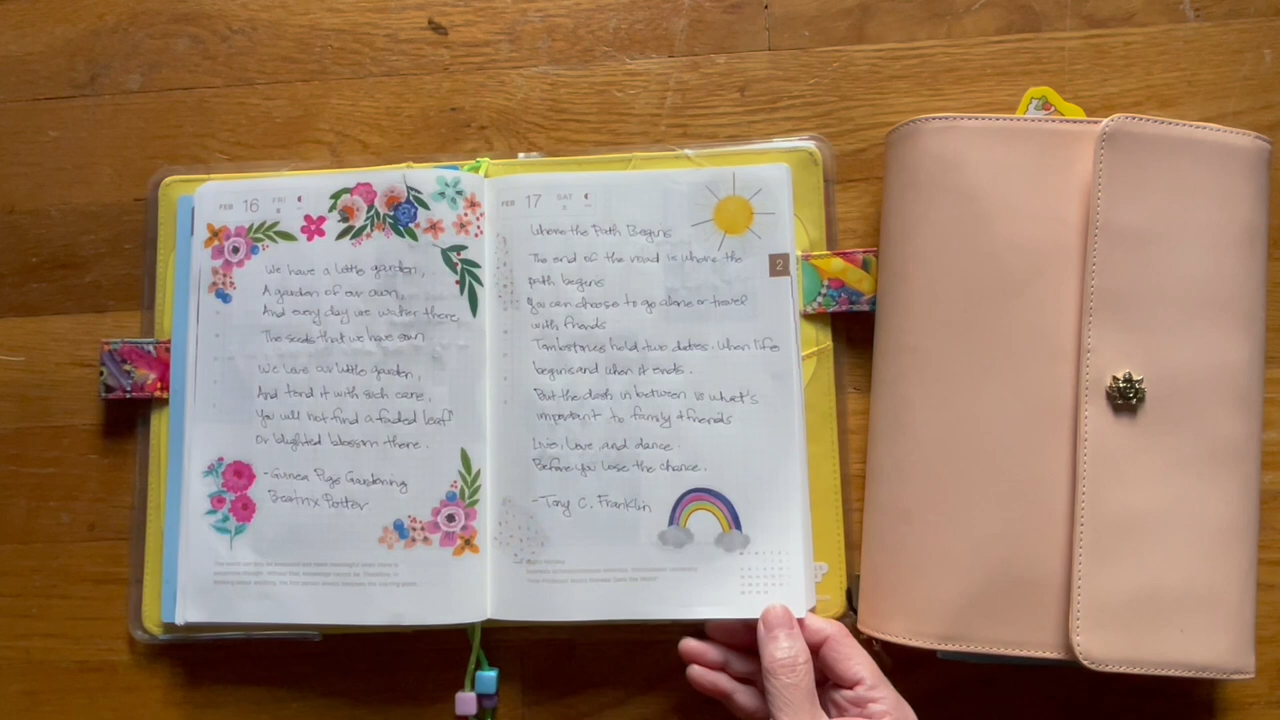 FEB 16 FRI
We have a little garden,
A garden of our own,
And every day we water there
The seeds that we have sown
We love our little garden,
And tend it with such care,
You will not find a faded leaf
Or blighted blossom there.
-Guinea Pigs Gardening
Beatrix Potter
FEB 17 SAT
Where the Path Begins
The end of the road is where the
path begins
You can choose to go alone or travel
with friends
Tombstones hold two dates. When life
begins and when it ends.
But the dash in between is what's
important to family & friends
Live, Love and dance.
Before you lose the chance.
-Tony C. Franklin
2